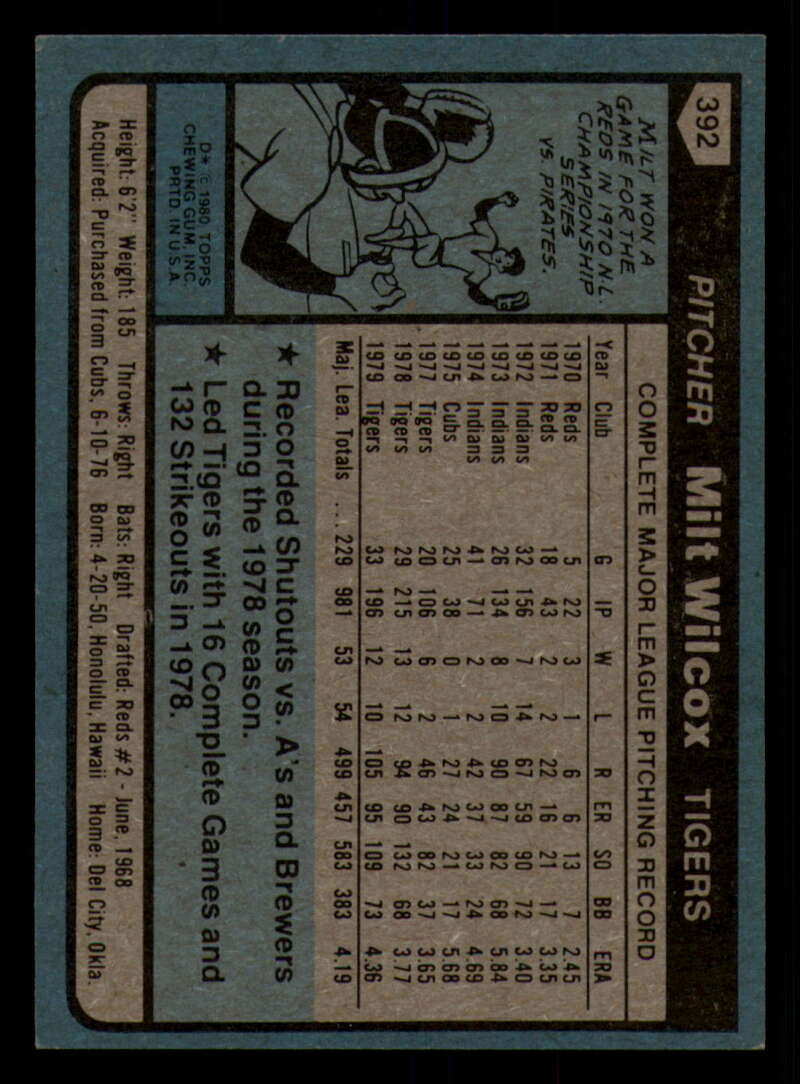 392
PITCHER Milt Wilcox TIGERS
MILT WON A
GAME FOR THE
REDS IN 1970 N.L.
CHAMPIONSHIP
SERIES
VS. PIRATES.
D* © 1980 TOPPS
CHEWING GUM, INC.
PRTD. IN U.S.A.
COMPLETE MAJOR LEAGUE PITCHING RECORD
Year Club G IP W L R ER SO BB ERA
1970 Reds 5 22 3 1 6 6 13 7 2.45
1971 Reds 18 43 2 2 22 16 21 17 3.35
1972 Indians 32 156 7 14 67 59 90 72 3.40
1973 Indians 26 134 8 10 90 87 82 68 5.84
1974 Indians 41 71 2 2 42 37 33 24 4.69
1975 Cubs 25 38 0 1 27 24 21 17 5.68
1977 Tigers 20 106 6 2 46 43 82 37 3.65
1978 Tigers 29 215 13 12 94 90 132 68 3.77
1979 Tigers 33 196 12 10 105 95 109 73 4.36
Maj. Lea. Totals ... 229 981 53 54 499 457 583 383 4.19
★ Recorded Shutouts vs. A's and Brewers
during the 1978 season.
★ Led Tigers with 16 Complete Games and
132 Strikeouts in 1978.
Height: 6'2" Weight: 185 Throws: Right Bats: Right Drafted: Reds #2 - June, 1968
Acquired: Purchased from Cubs, 6-10-76 Born: 4-20-50, Honolulu, Hawaii Home: Del City, Okla.